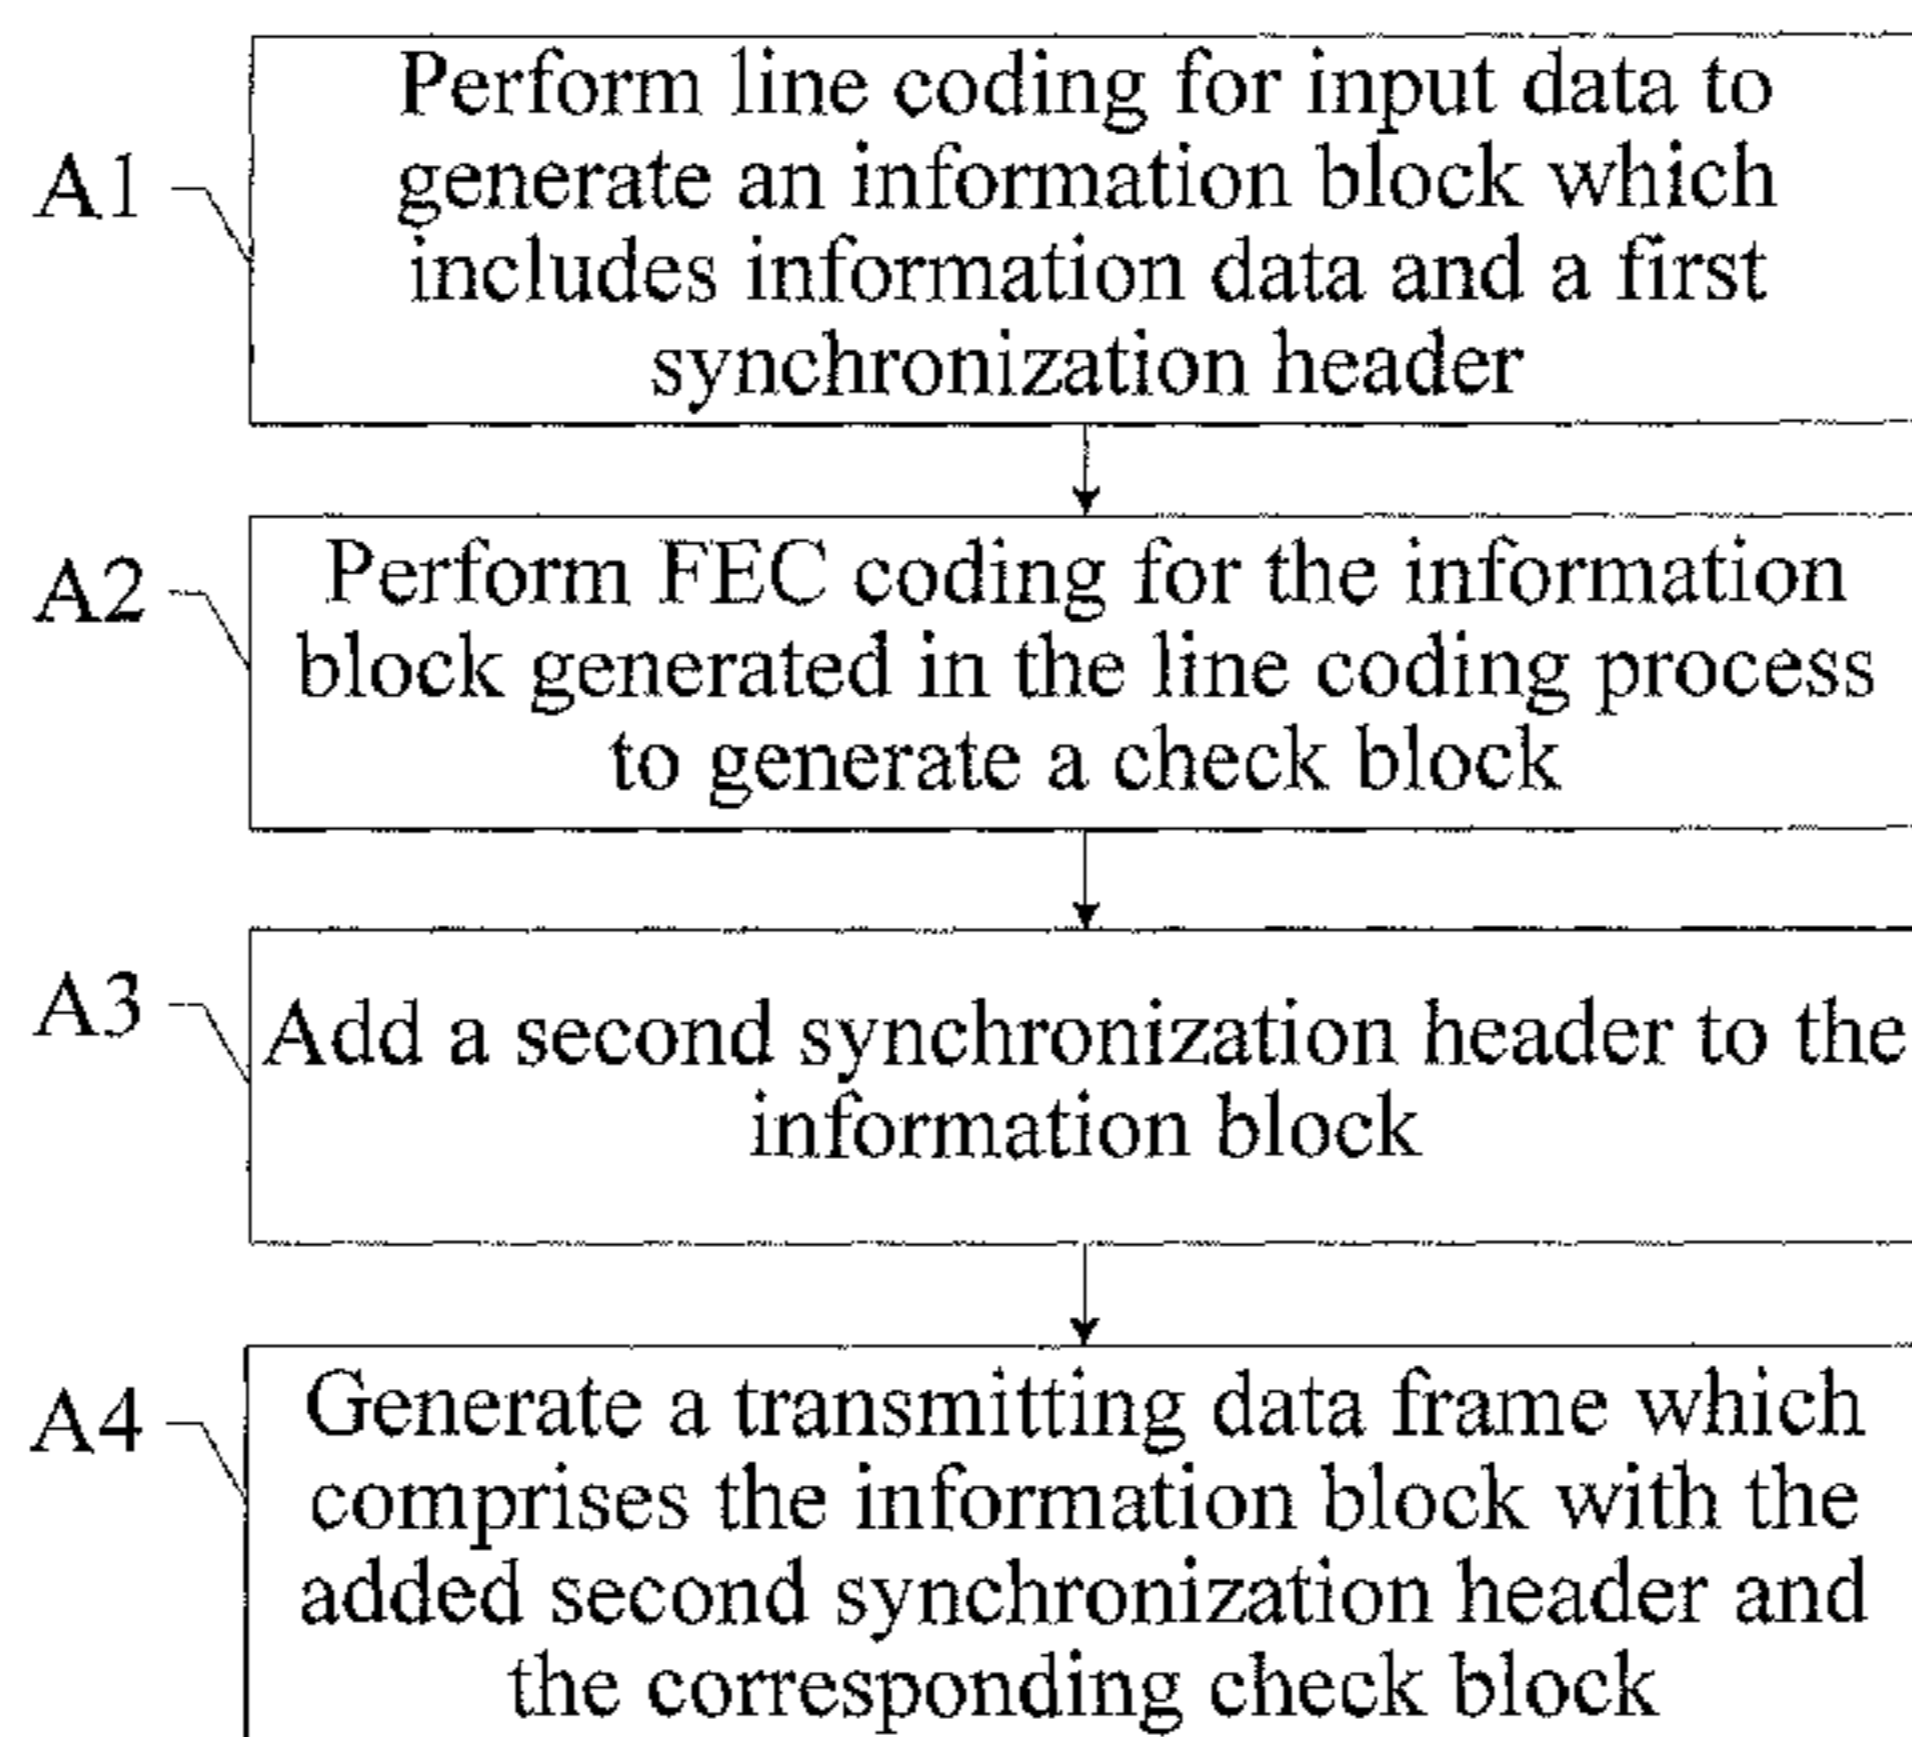 A1
Perform line coding for input data to
generate an information block which
includes information data and a first
synchronization header
A2
Perform FEC coding for the information
block generated in the line coding process
to generate a check block
A3
Add a second synchronization header to the
information block
A4
Generate a transmitting data frame which
comprises the information block with the
added second synchronization header and
the corresponding check block